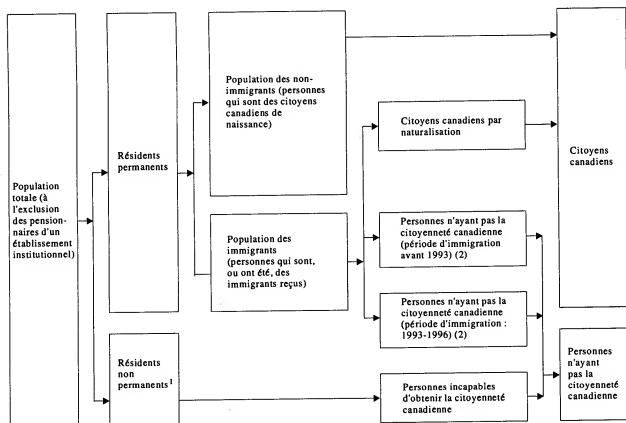 Population
totale (à
l'exclusion
des pension-
naires d'un
établissement
institutionnel)
Résidents
permanents
Résidents
non
permanents¹
Population des non-
immigrants (personnes
qui sont des citoyens
canadiens de
naissance)
Population des
immigrants
(personnes qui sont,
ou ont été, des
immigrants reçus)
Citoyens canadiens par
naturalisation
Personnes n'ayant pas la
citoyenneté canadienne
(période d'immigration
avant 1993) (2)
Personnes n'ayant pas la
citoyenneté canadienne
(période d'immigration :
1993-1996) (2)
Personnes incapables
d'obtenir la citoyenneté
canadienne
Citoyens
canadiens
Personnes
n'ayant
pas la
citoyenneté
canadienne